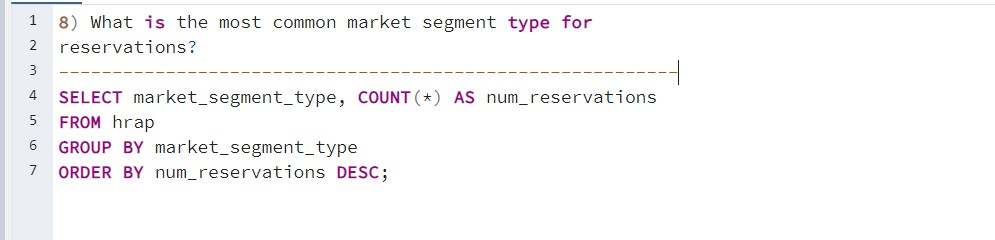 1 8) What is the most common market segment type for
2 reservations?
3 ----------------------------------------------------------
4 SELECT market_segment_type, COUNT(*) AS num_reservations
5 FROM hrap
6 GROUP BY market_segment_type
7 ORDER BY num_reservations DESC;